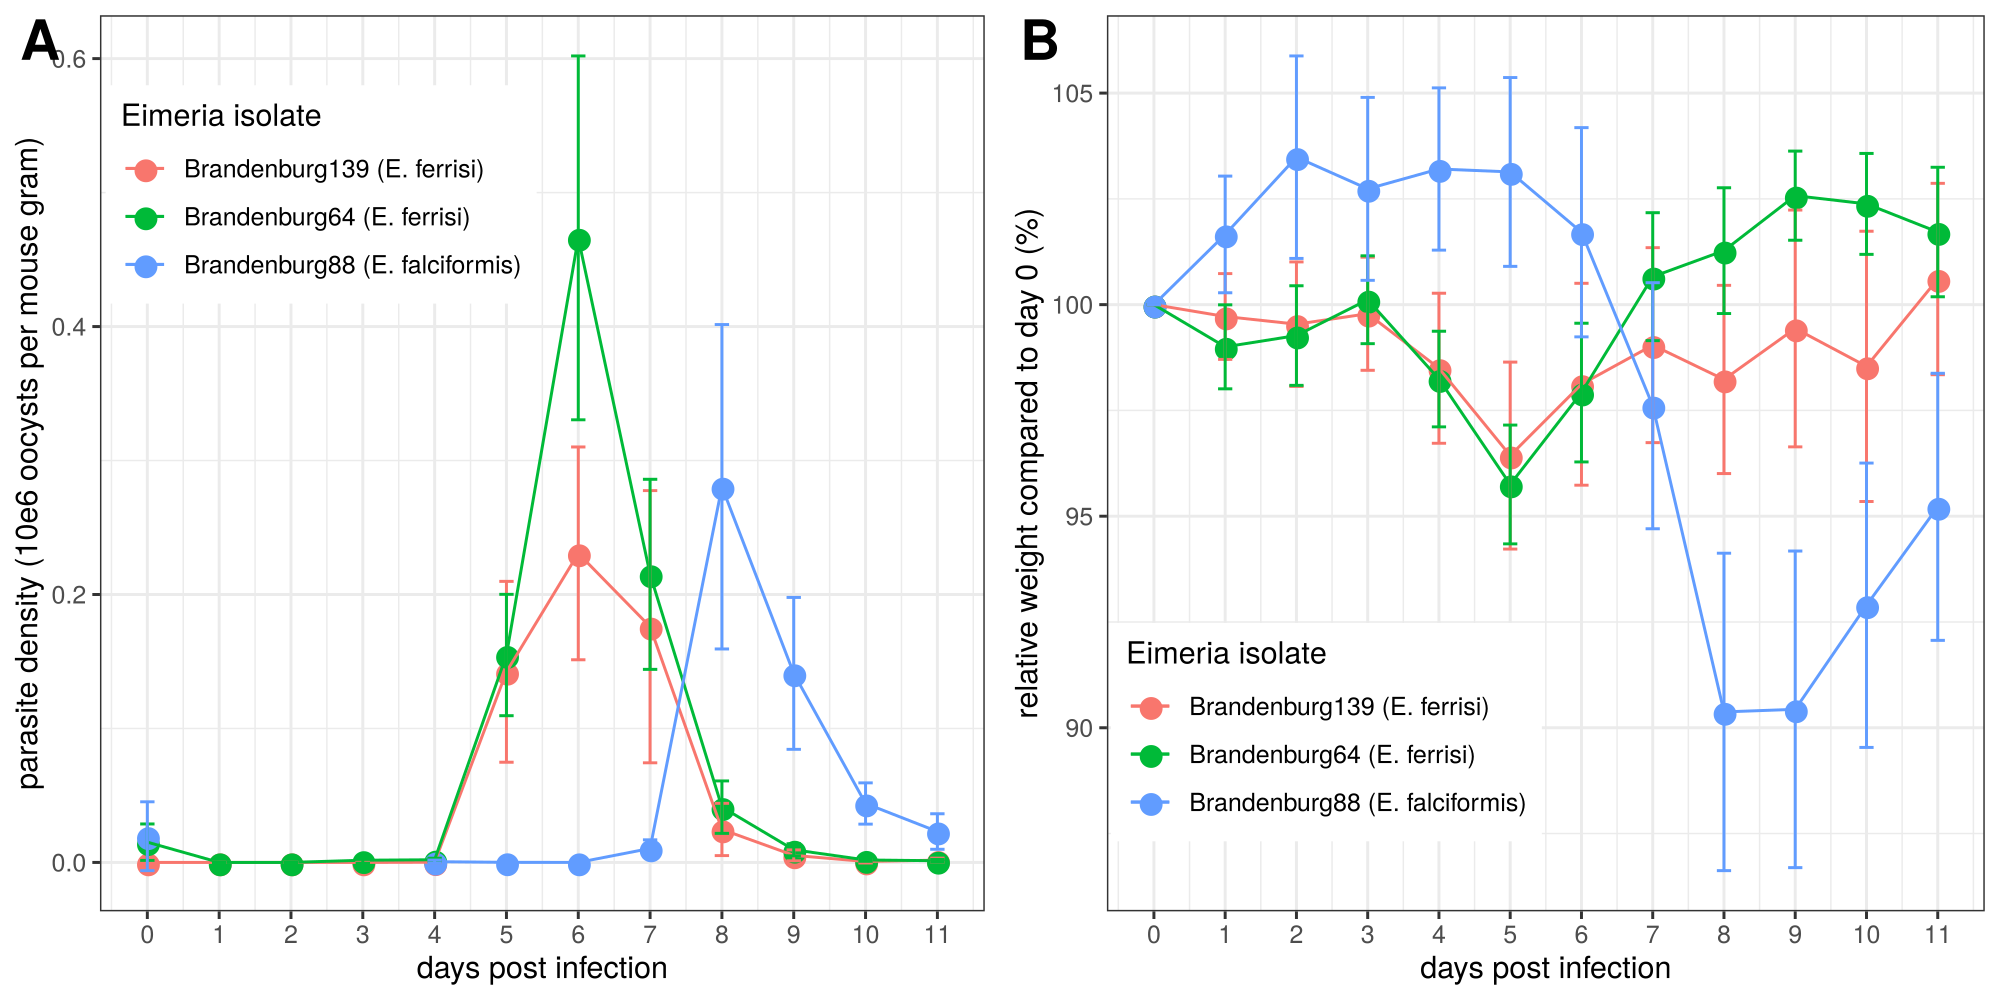 A
0.6
0.4
0.2
0.0
parasite density (10e6 oocysts per mouse gram)
Eimeria isolate
Brandenburg139 (E. ferrisi)
Brandenburg64 (E. ferrisi)
Brandenburg88 (E. falciformis)
0 1 2 3 4 5 6 7 8 9 10 11
days post infection
B
105
100
95
90
relative weight compared to day 0 (%)
Eimeria isolate
Brandenburg139 (E. ferrisi)
Brandenburg64 (E. ferrisi)
Brandenburg88 (E. falciformis)
0 1 2 3 4 5 6 7 8 9 10 11
days post infection